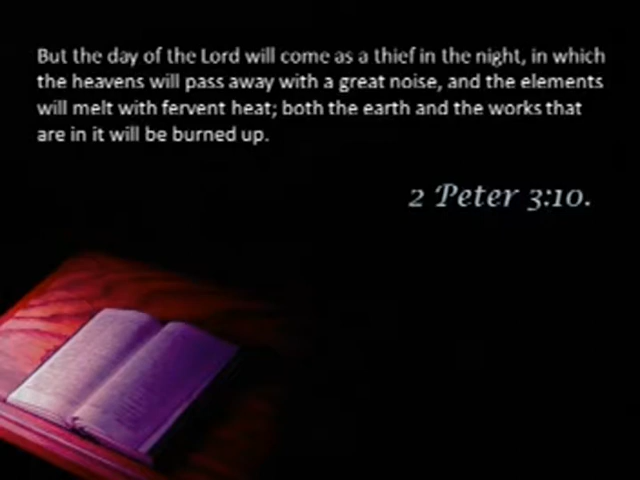 But the day of the Lord will come as a thief in the night, in which
the heavens will pass away with a great noise, and the elements
will melt with fervent heat; both the earth and the works that
are in it will be burned up.
2 Peter 3:10.